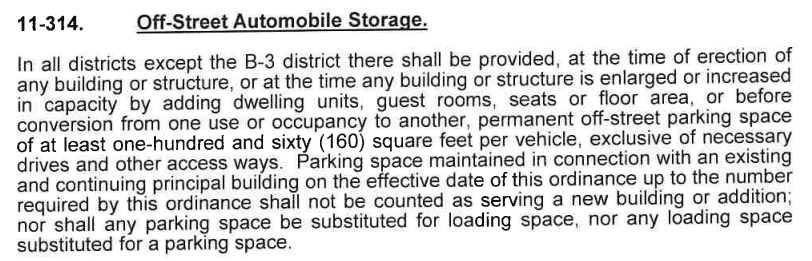 11-314. Off-Street Automobile Storage.
In all districts except the B-3 district there shall be provided, at the time of erection of
any building or structure, or at the time any building or structure is enlarged or increased
in capacity by adding dwelling units, guest rooms, seats or floor area, or before
conversion from one use or occupancy to another, permanent off-street parking space
of at least one-hundred and sixty (160) square feet per vehicle, exclusive of necessary
drives and other access ways. Parking space maintained in connection with an existing
and continuing principal building on the effective date of this ordinance up to the number
required by this ordinance shall not be counted as serving a new building or addition;
nor shall any parking space be substituted for loading space, nor any loading space
substituted for a parking space.